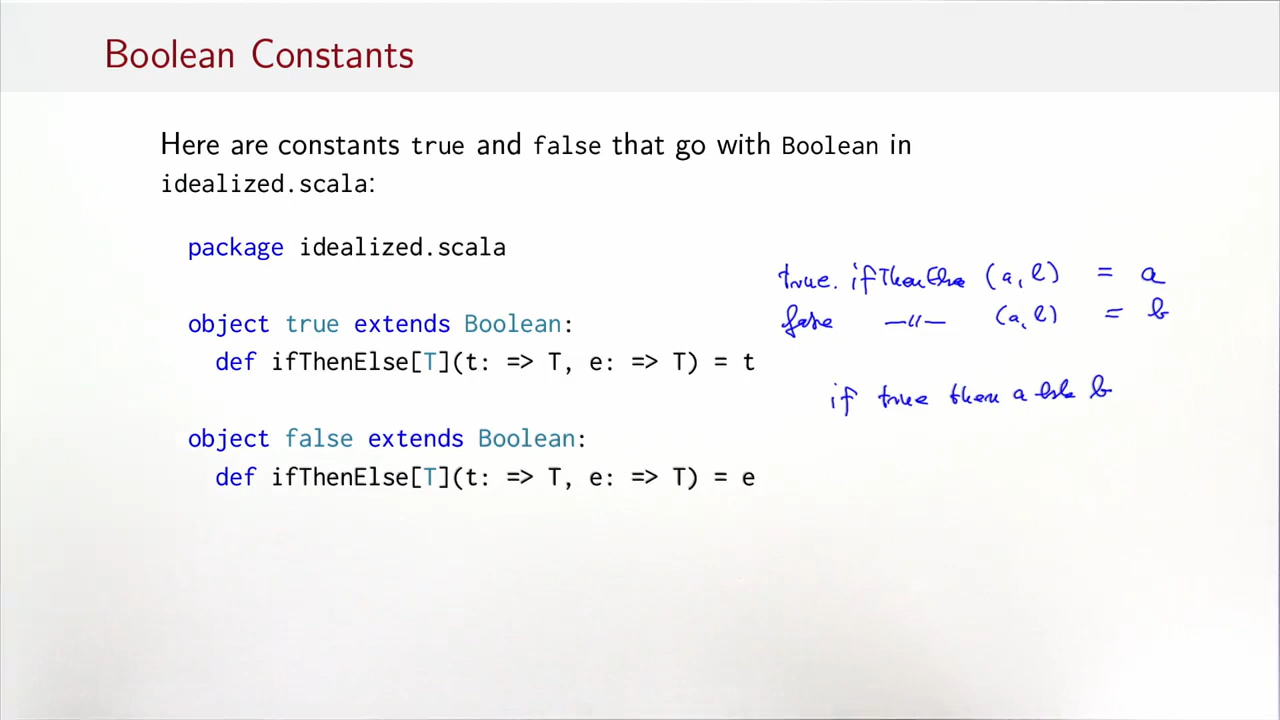 Boolean Constants
Here are constants true and false that go with Boolean in
idealized.scala:
package idealized.scala
object true extends Boolean:
def ifThenElse[T](t: => T, e: => T) = t
object false extends Boolean:
def ifThenElse[T](t: => T, e: => T) = e
true. ifThenElse (a, b) = a
false —〃— (a, b) = b
if true then a else b